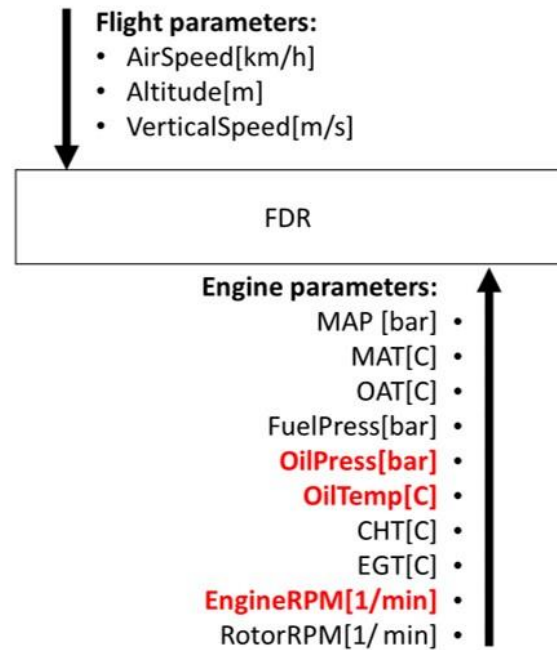 Flight parameters:
• AirSpeed[km/h]
• Altitude[m]
• VerticalSpeed[m/s]
FDR
Engine parameters:
MAP [bar] •
MAT[C] •
OAT[C] •
FuelPress[bar] •
OilPress[bar] •
OilTemp[C] •
CHT[C] •
EGT[C] •
EngineRPM[1/min] •
RotorRPM[1/ min] •